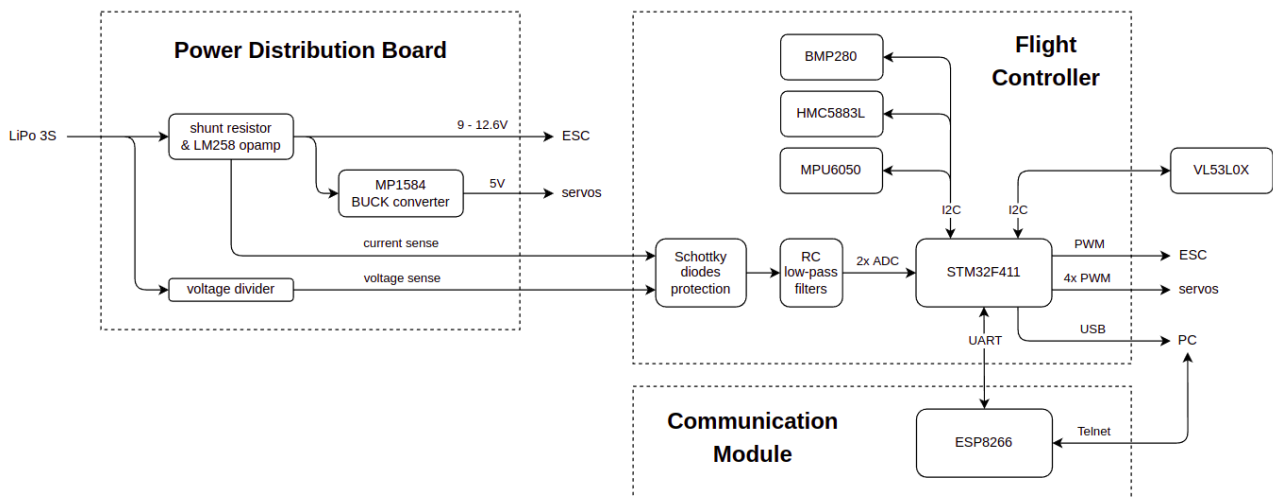 Power Distribution Board
LiPo 3S
shunt resistor
& LM258 opamp
9 - 12.6V
ESC
MP1584
BUCK converter
5V
servos
current sense
voltage divider
voltage sense
Flight
Controller
BMP280
HMC5883L
MPU6050
VL53L0X
I2C
I2C
Schottky
diodes
protection
RC
low-pass
filters
2x ADC
STM32F411
PWM
ESC
4x PWM
servos
USB
PC
UART
Communication
Module
ESP8266
Telnet